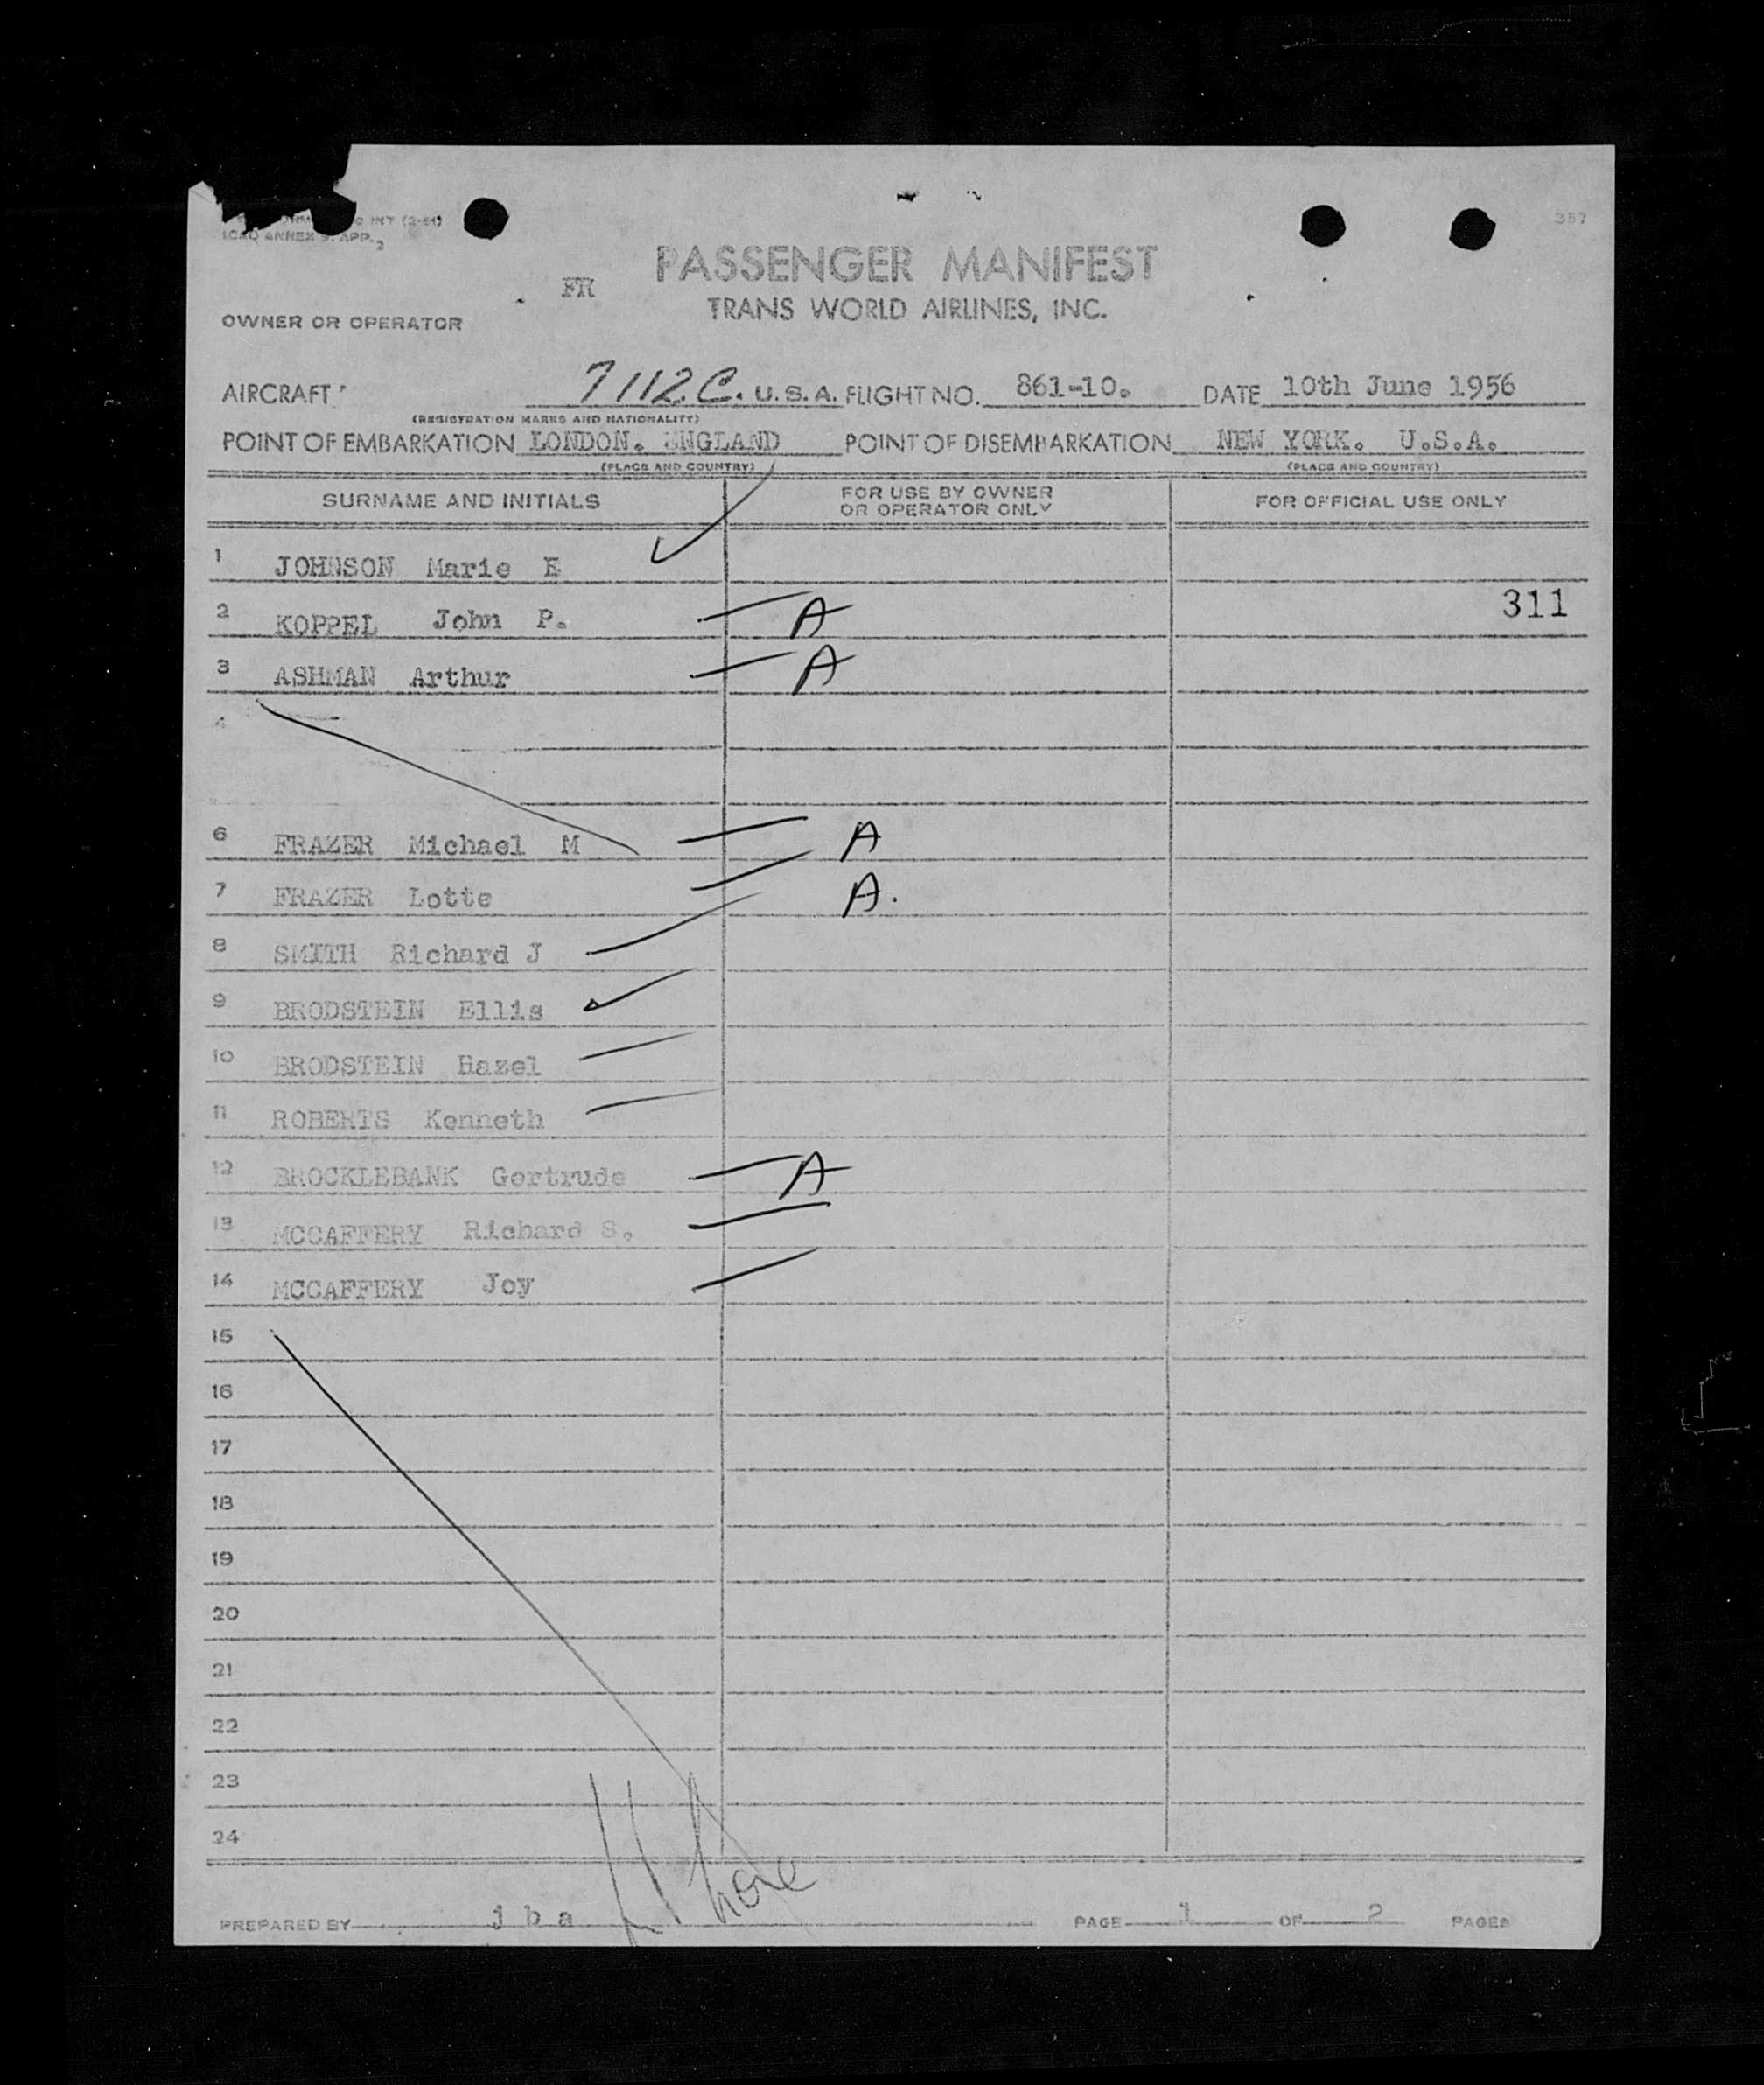 INT (2-54)
ICAO ANNEX 9. APP. 3
357
PASSENGER MANIFEST
FR
TRANS WORLD AIRLINES, INC.
OWNER OR OPERATOR
AIRCRAFT 7112C. U.S.A. FLIGHT NO. 861-10. DATE 10th June 1956
(REGISTRATION MARKS AND NATIONALITY)
POINT OF EMBARKATION LONDON. ENGLAND POINT OF DISEMBARKATION NEW YORK. U.S.A.
(PLACE AND COUNTRY) (PLACE AND COUNTRY)
SURNAME AND INITIALS FOR USE BY OWNER OR OPERATOR ONLY FOR OFFICIAL USE ONLY
1 JOHNSON Marie E
2 KOPPEL John P. A 311
3 ASHMAN Arthur A
4
6 FRAZER Michael M A
7 FRAZER Lotte A.
8 SMITH Richard J
9 BRODSTEIN Ellis
10 BRODSTEIN Hazel
11 ROBERTS Kenneth
12 BROCKLEBANK Gertrude A
13 MCCAFFERY Richard S.
14 MCCAFFERY Joy
15
16
17
18
19
20
21
22
23
24
PREPARED BY j b a PAGE 1 OF 2 PAGES